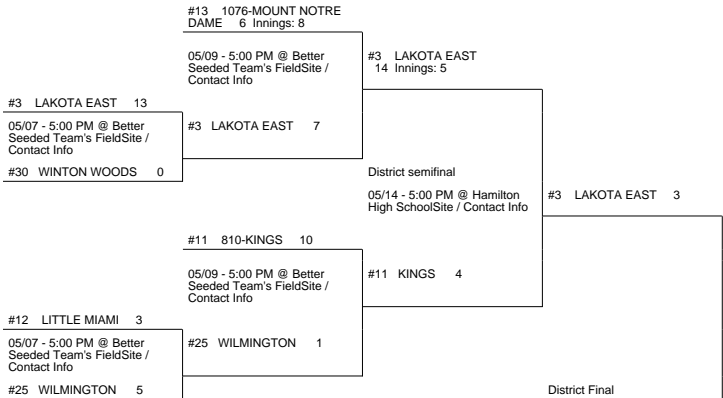 #13 1076-MOUNT NOTRE
DAME 6 Innings: 8
05/09 - 5:00 PM @ Better
Seeded Team's FieldSite /
Contact Info
#3 LAKOTA EAST
14 Innings: 5
#3 LAKOTA EAST 13
05/07 - 5:00 PM @ Better
Seeded Team's FieldSite /
Contact Info
#3 LAKOTA EAST 7
#30 WINTON WOODS 0
District semifinal
05/14 - 5:00 PM @ Hamilton
High SchoolSite / Contact Info
#3 LAKOTA EAST 3
#11 810-KINGS 10
05/09 - 5:00 PM @ Better
Seeded Team's FieldSite /
Contact Info
#11 KINGS 4
#12 LITTLE MIAMI 3
05/07 - 5:00 PM @ Better
Seeded Team's FieldSite /
Contact Info
#25 WILMINGTON 1
#25 WILMINGTON 5
District Final